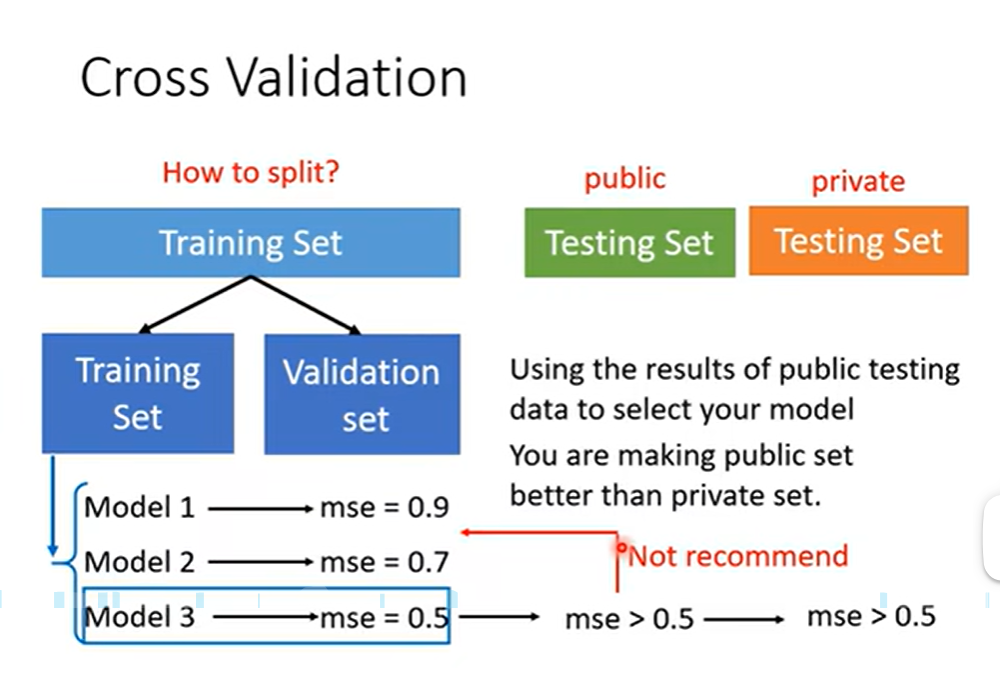 Cross Validation
How to split?
public
private
Training Set
Testing Set
Testing Set
Training
Set
Validation
set
Using the results of public testing
data to select your model
You are making public set
better than private set.
Model 1 mse = 0.9
Not recommend
Model 2 mse = 0.7
Model 3 mse = 0.5 mse > 0.5 mse > 0.5